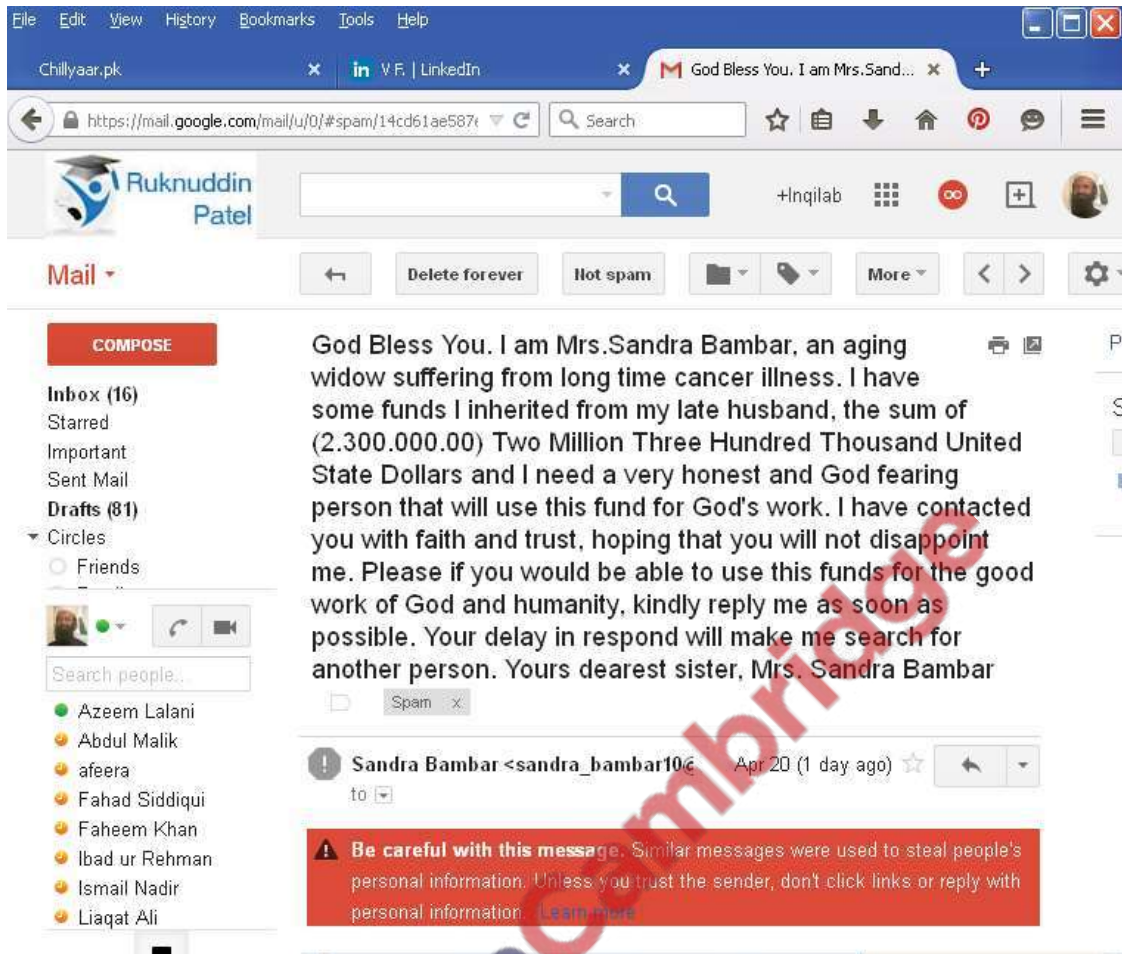 File Edit View History Bookmarks Tools Help
Chillyaar.pk
in V F. | LinkedIn
God Bless You. I am Mrs.Sand...
https://mail.google.com/mail/u/0/#spam/14cd61ae587
Search
Ruknuddin
Patel
+Inqilab
Mail
Delete forever Not spam More
COMPOSE
Inbox (16)
Starred
Important
Sent Mail
Drafts (81)
Circles
Friends
Search people...
Azeem Lalani
Abdul Malik
afeera
Fahad Siddiqui
Faheem Khan
Ibad ur Rehman
Ismail Nadir
Liaqat Ali
God Bless You. I am Mrs.Sandra Bambar, an aging
widow suffering from long time cancer illness. I have
some funds I inherited from my late husband, the sum of
(2.300.000.00) Two Million Three Hundred Thousand United
State Dollars and I need a very honest and God fearing
person that will use this fund for God's work. I have contacted
you with faith and trust, hoping that you will not disappoint
me. Please if you would be able to use this funds for the good
work of God and humanity, kindly reply me as soon as
possible. Your delay in respond will make me search for
another person. Yours dearest sister, Mrs. Sandra Bambar
Spam x
Sandra Bambar <sandra_bambar10@ Apr 20 (1 day ago)
to
Be careful with this message. Similar messages were used to steal people's
personal information. Unless you trust the sender, don't click links or reply with
personal information. Learn more
Cambridge